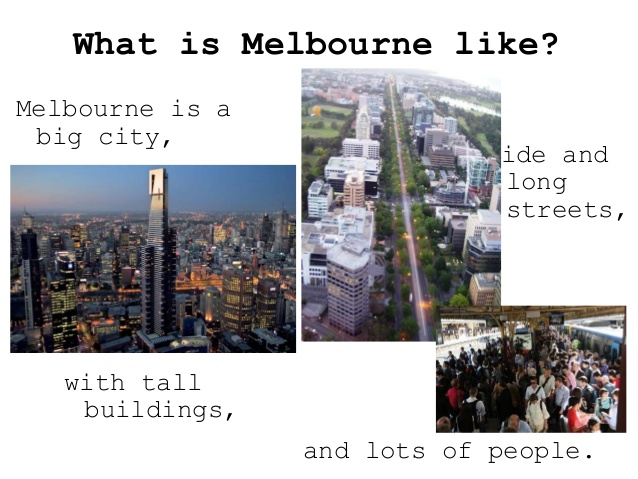 What is Melbourne like?
Melbourne is a
big city,
with tall
buildings,
ide and
long
streets,
and lots of people.